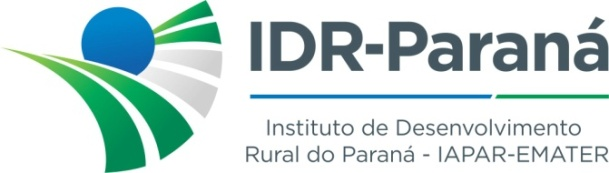 IDR-Paraná
Instituto de Desenvolvimento
Rural do Paraná - IAPAR-EMATER